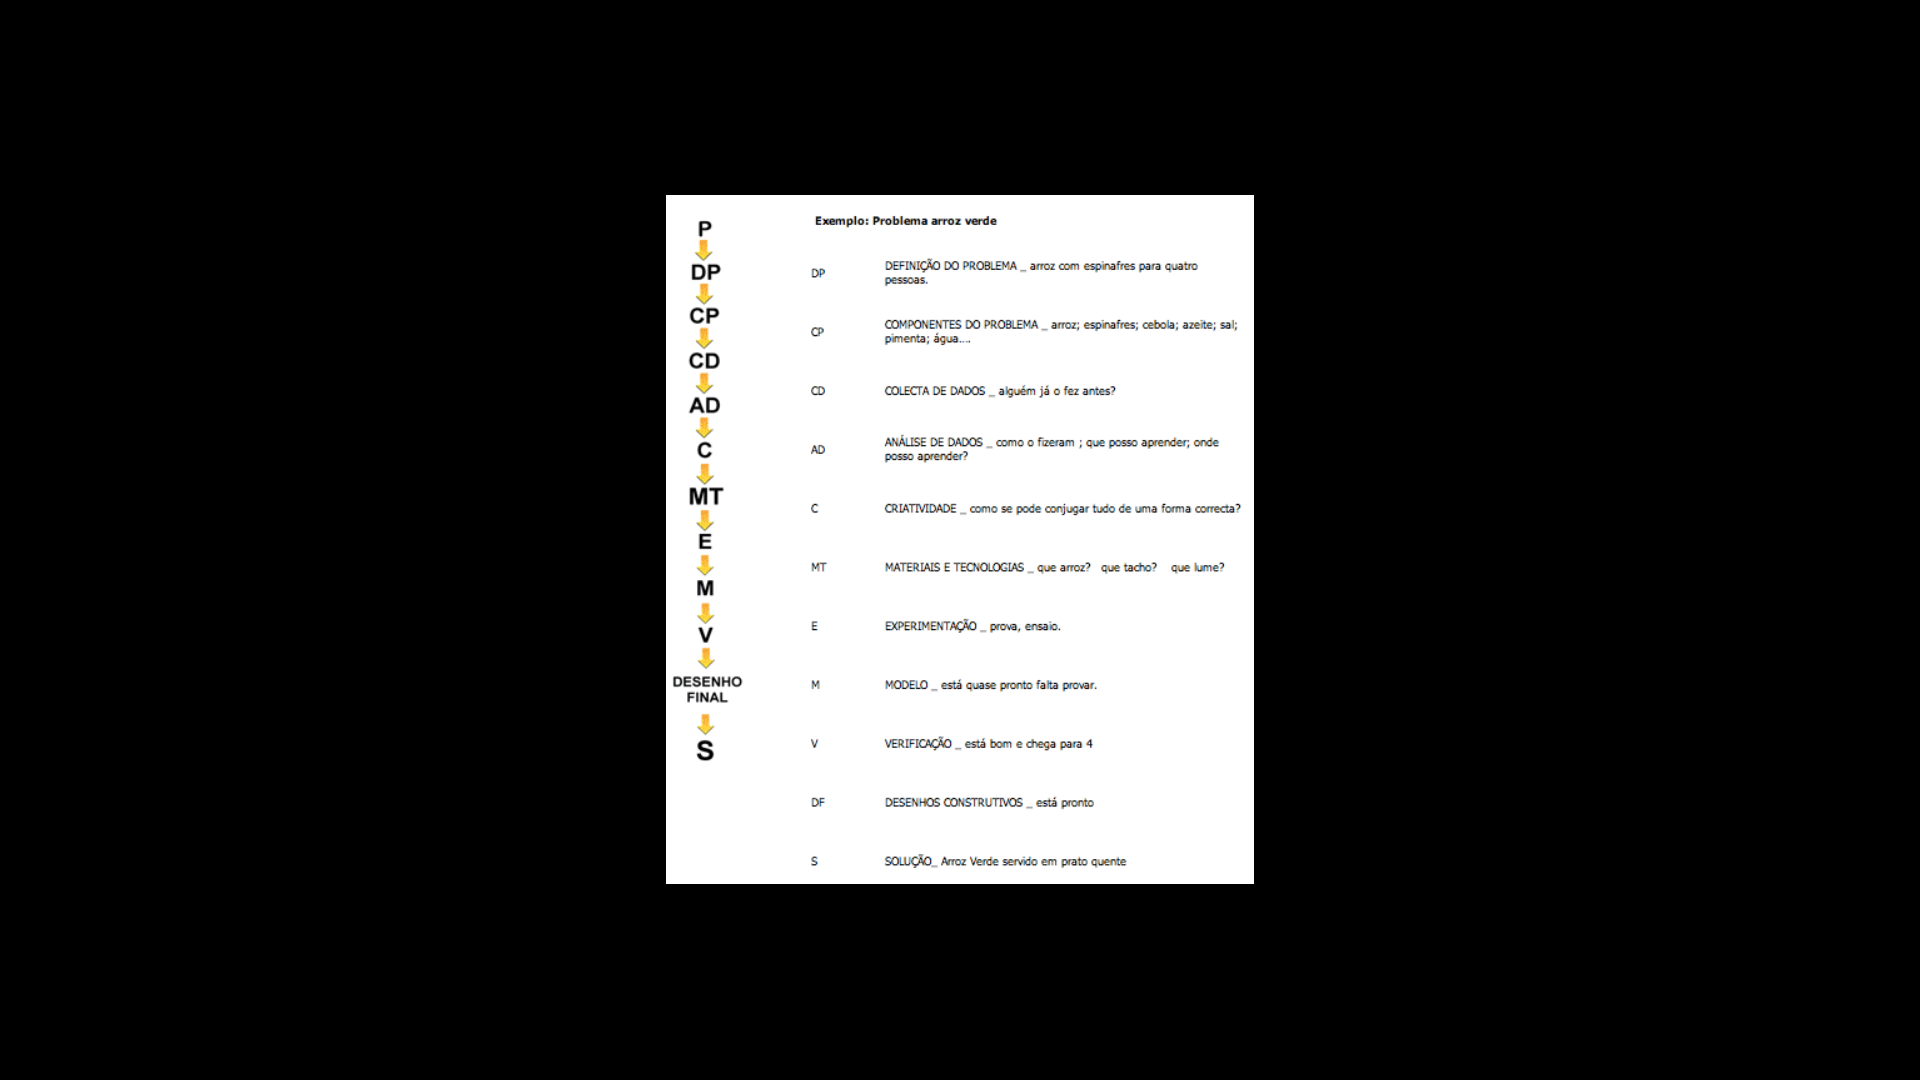 P
DP
CP
CD
AD
C
MT
E
M
V
DESENHO
FINAL
S
Exemplo: Problema arroz verde
DP DEFINIÇÃO DO PROBLEMA _ arroz com espinafres para quatro
pessoas.
CP COMPONENTES DO PROBLEMA _ arroz; espinafres; cebola; azeite; sal;
pimenta; água....
CD COLECTA DE DADOS _ alguém já o fez antes?
AD ANÁLISE DE DADOS _ como o fizeram ; que posso aprender; onde
posso aprender?
C CRIATIVIDADE _ como se pode conjugar tudo de uma forma correcta?
MT MATERIAIS E TECNOLOGIAS _ que arroz? que tacho? que lume?
E EXPERIMENTAÇÃO _ prova, ensaio.
M MODELO _ está quase pronto falta provar.
V VERIFICAÇÃO _ está bom e chega para 4
DF DESENHOS CONSTRUTIVOS _ está pronto
S SOLUÇÃO_ Arroz Verde servido em prato quente